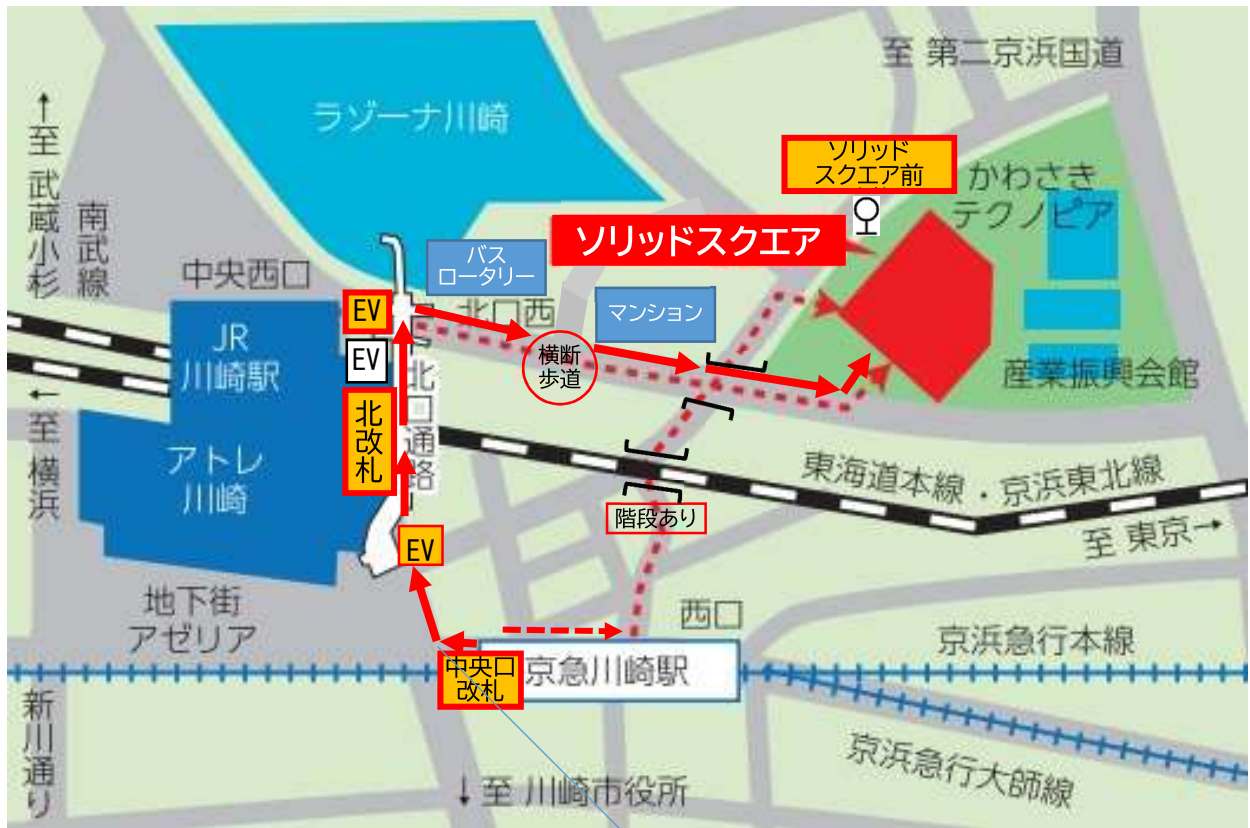 至 第二京浜国道
ラゾーナ川崎
ソリッド
スクエア前
かわさき
テクノピア
←至 武蔵小杉
南武線
ソリッドスクエア
バス
ロータリー
中央西口
EV
北口西
マンション
JR
川崎駅
EV
横断
歩道
産業振興会館
北改札
北口通路
←至 横浜
アトレ
川崎
東海道本線・京浜東北線
階段あり
至 東京→
EV
地下街
アゼリア
西口
京浜急行本線
中央口
改札
京急川崎駅
新川通り
京浜急行大師線
↓至 川崎市役所